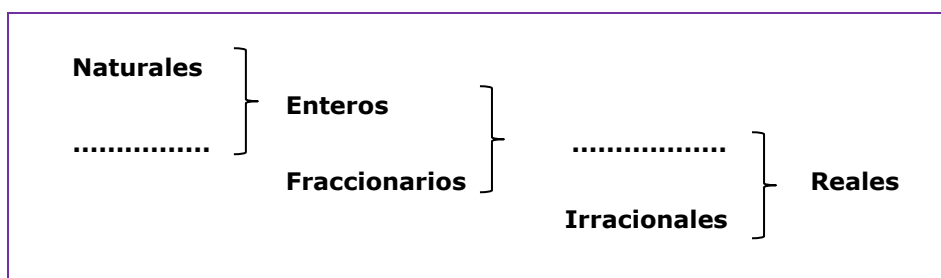 Naturales
Enteros
................
Fraccionarios
..................
Reales
Irracionales